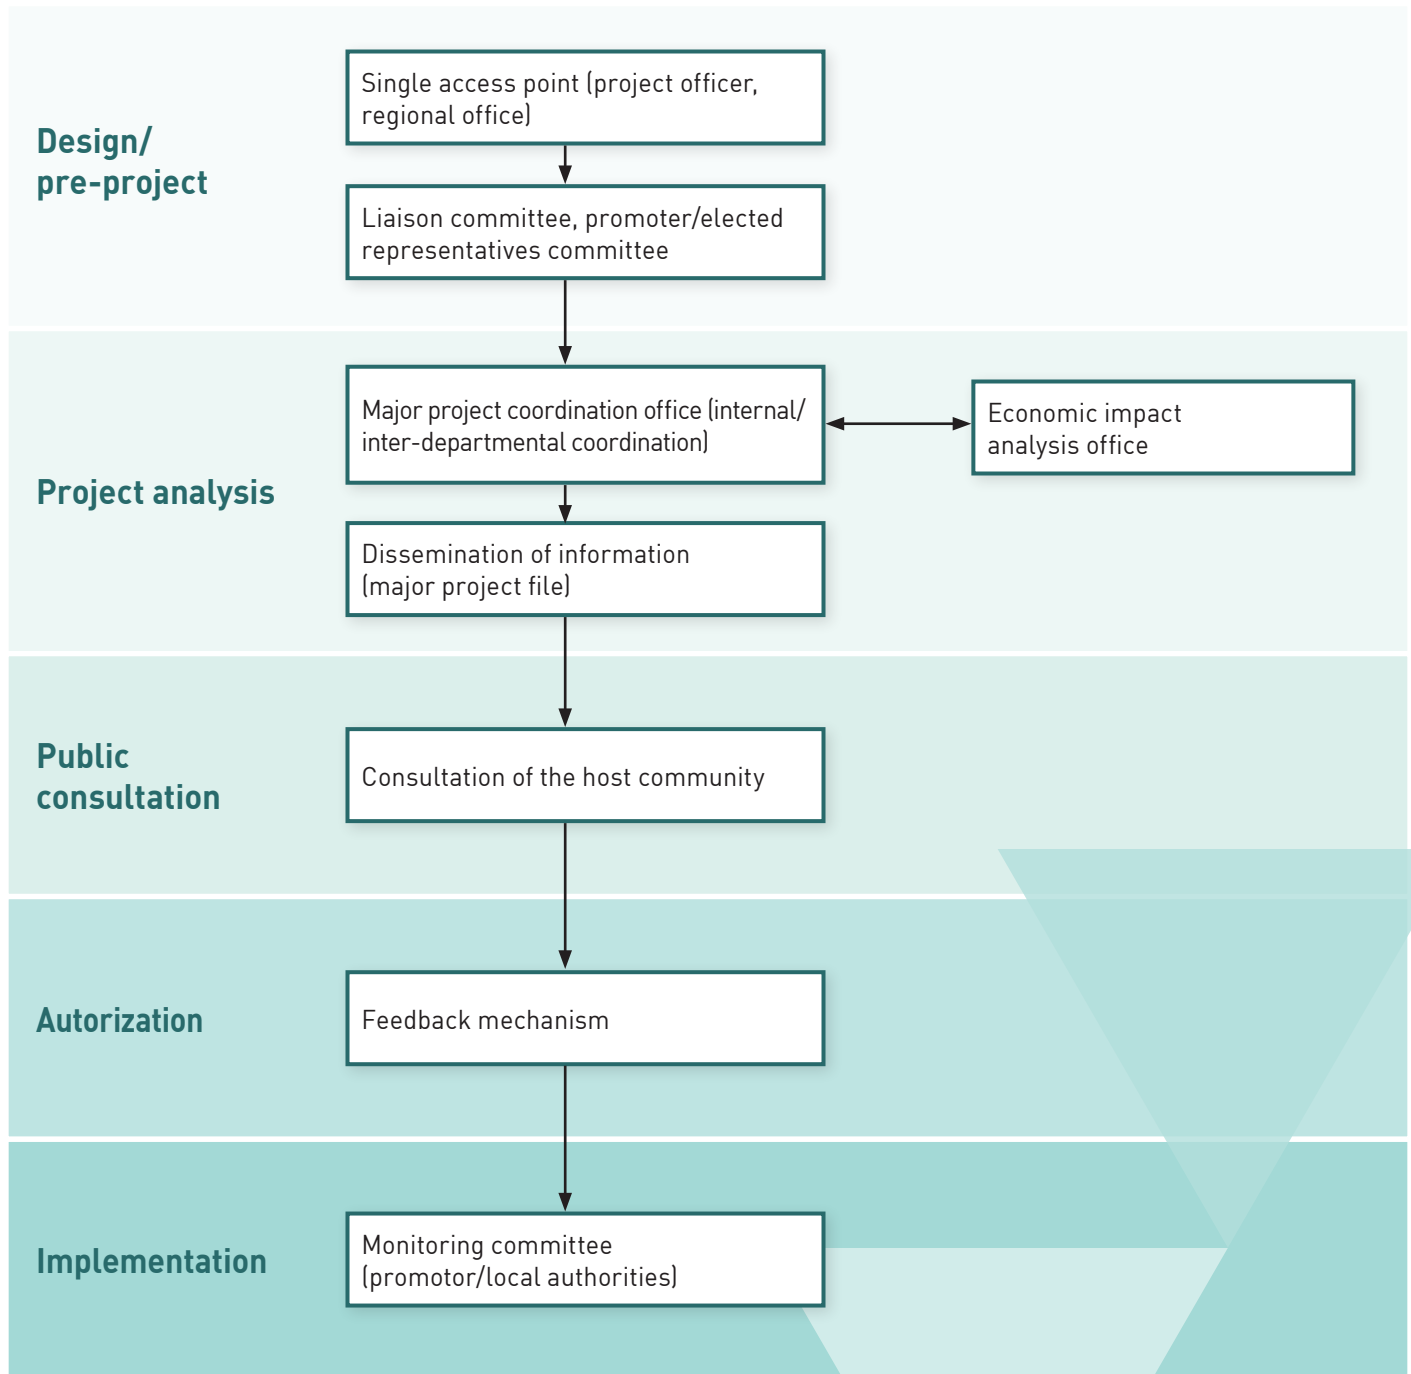 Design/
pre-project
Single access point (project officer,
regional office)
Liaison committee, promoter/elected
representatives committee
Project analysis
Major project coordination office (internal/
inter-departmental coordination)
Economic impact
analysis office
Dissemination of information
(major project file)
Public
consultation
Consultation of the host community
Autorization
Feedback mechanism
Implementation
Monitoring committee
(promotor/local authorities)